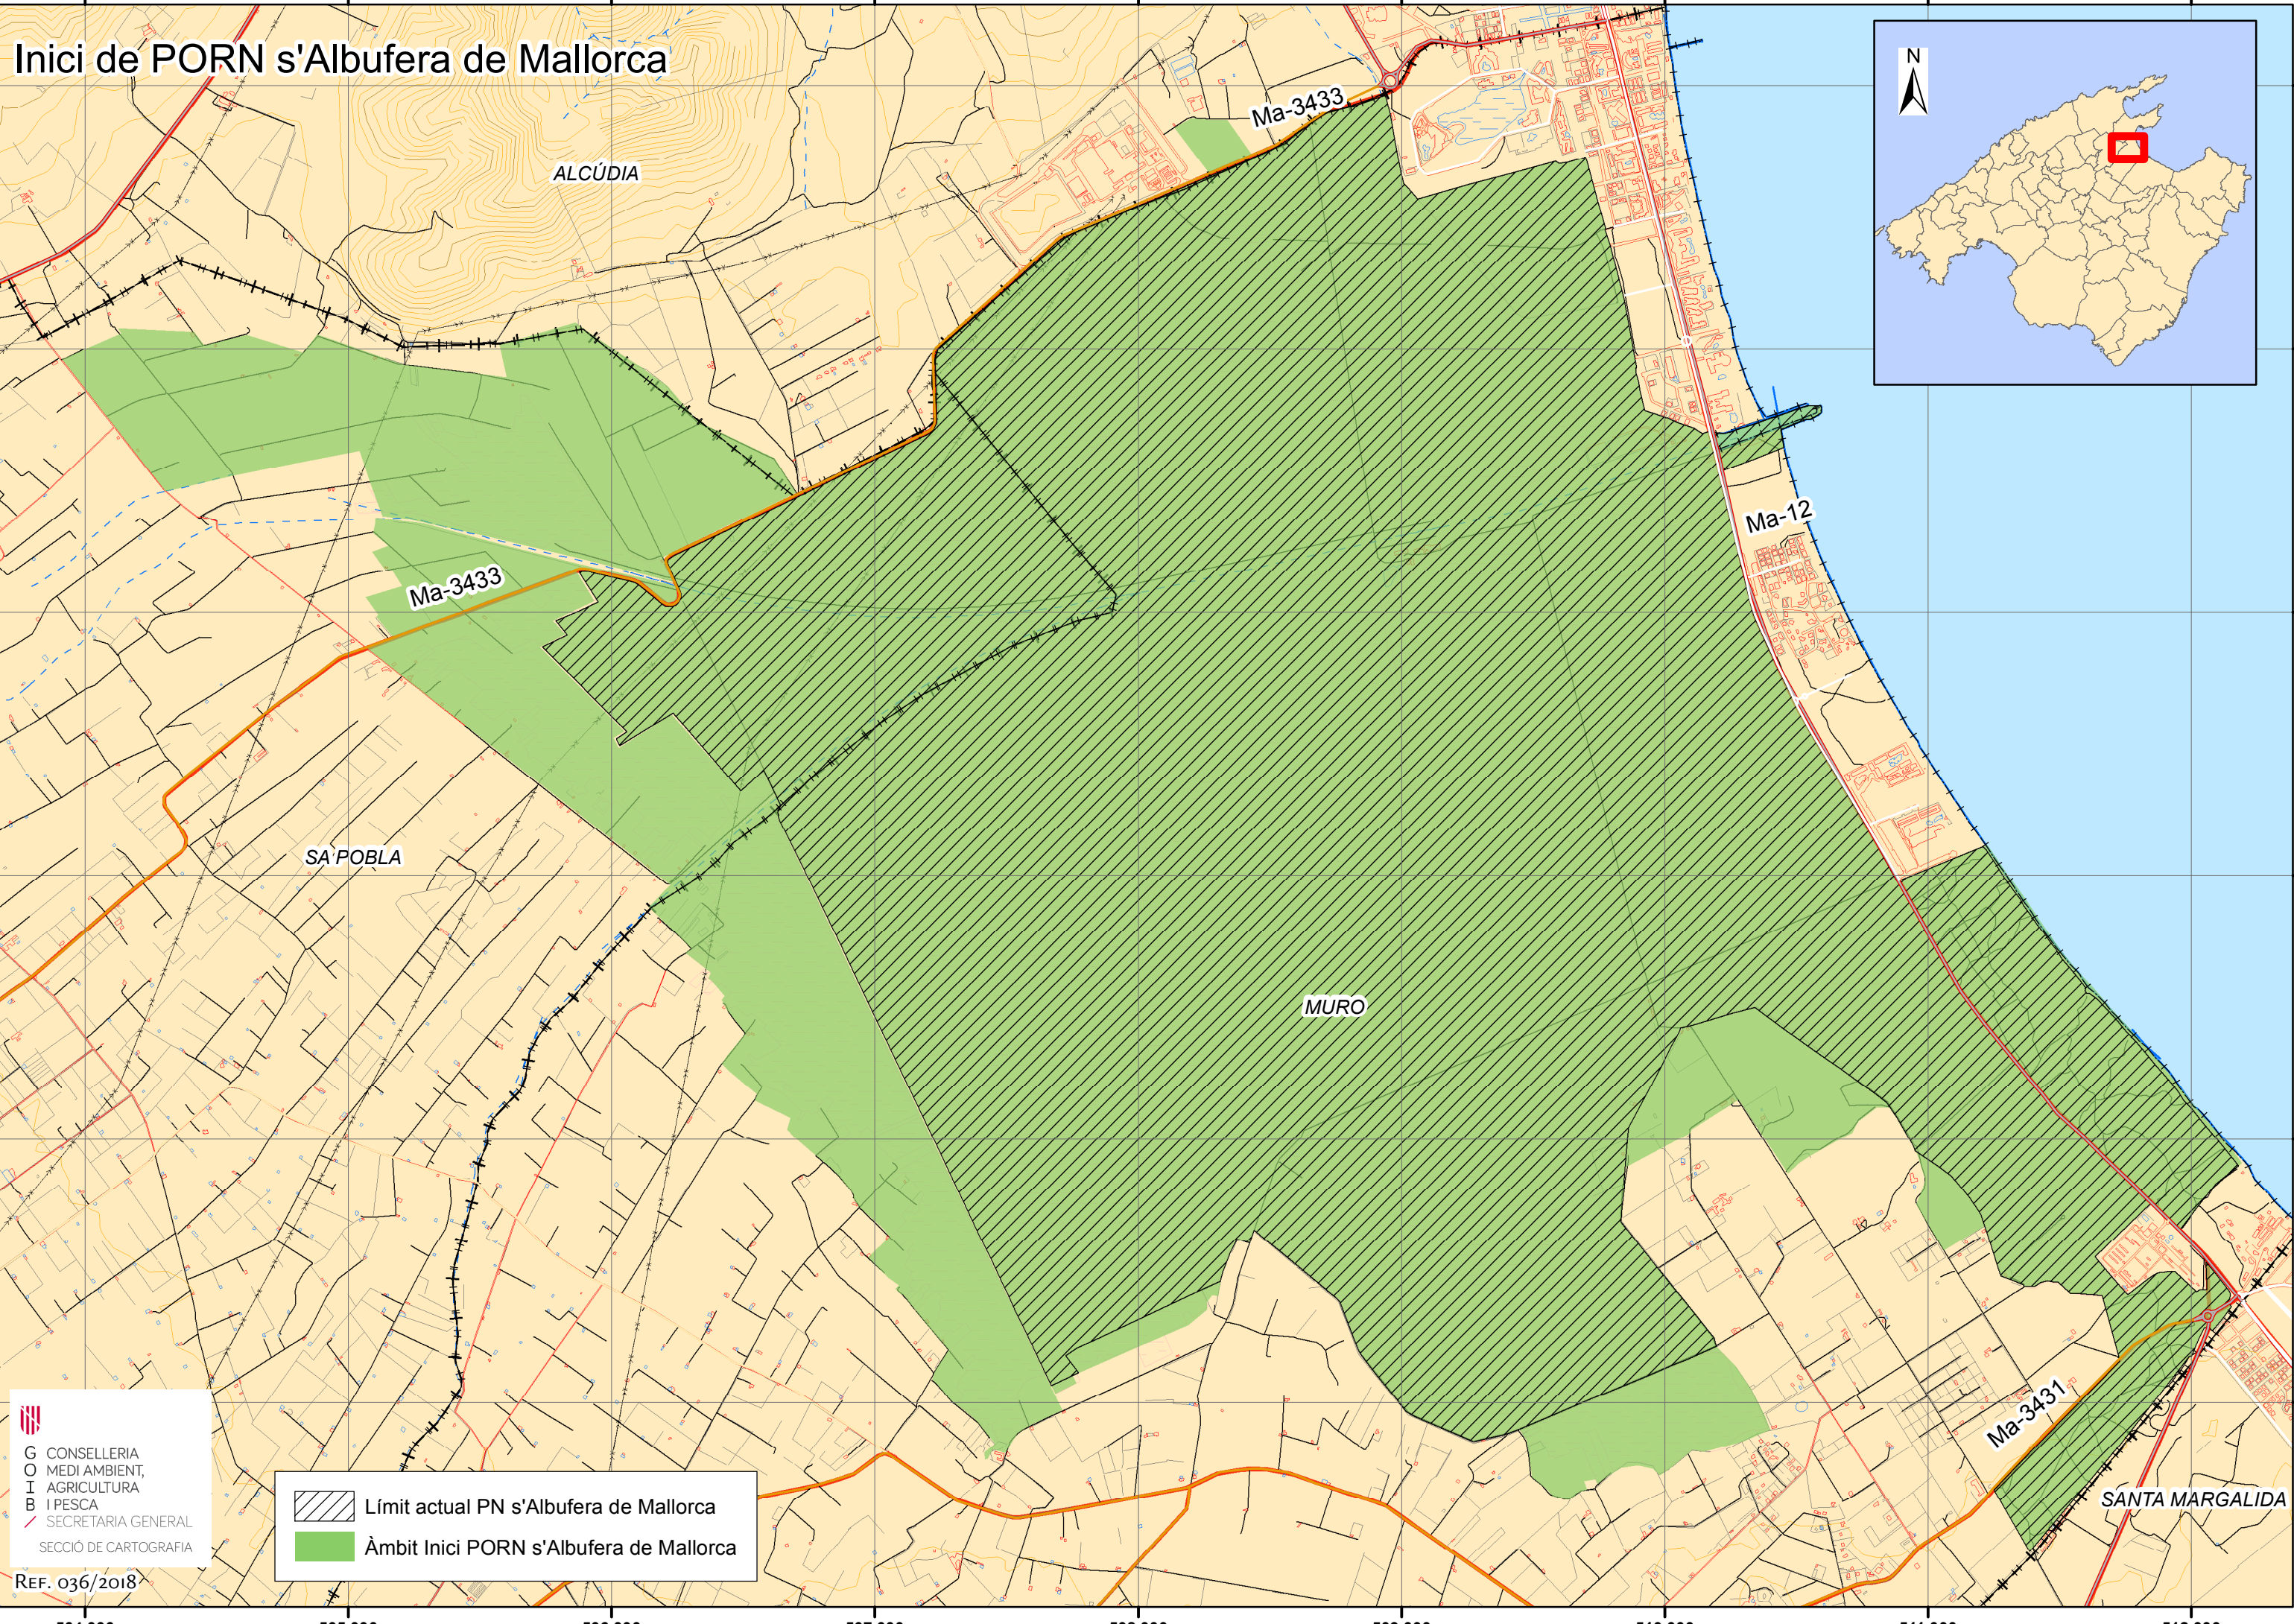 Inici de PORN s'Albufera de Mallorca
N
Ma-3433
ALCÚDIA
Ma-12
Ma-3433
SA POBLA
MURO
Ma-3431
SANTA MARGALIDA
G CONSELLERIA
O MEDI AMBIENT,
I AGRICULTURA
B I PESCA
SECRETARIA GENERAL
SECCIÓ DE CARTOGRAFIA
REF. 036/2018
Límit actual PN s'Albufera de Mallorca
Àmbit Inici PORN s'Albufera de Mallorca